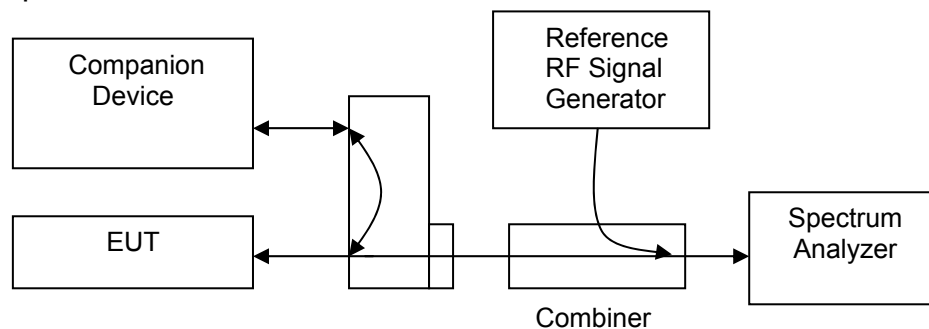 Companion
Device
Reference
RF Signal
Generator
EUT
Spectrum
Analyzer
Combiner